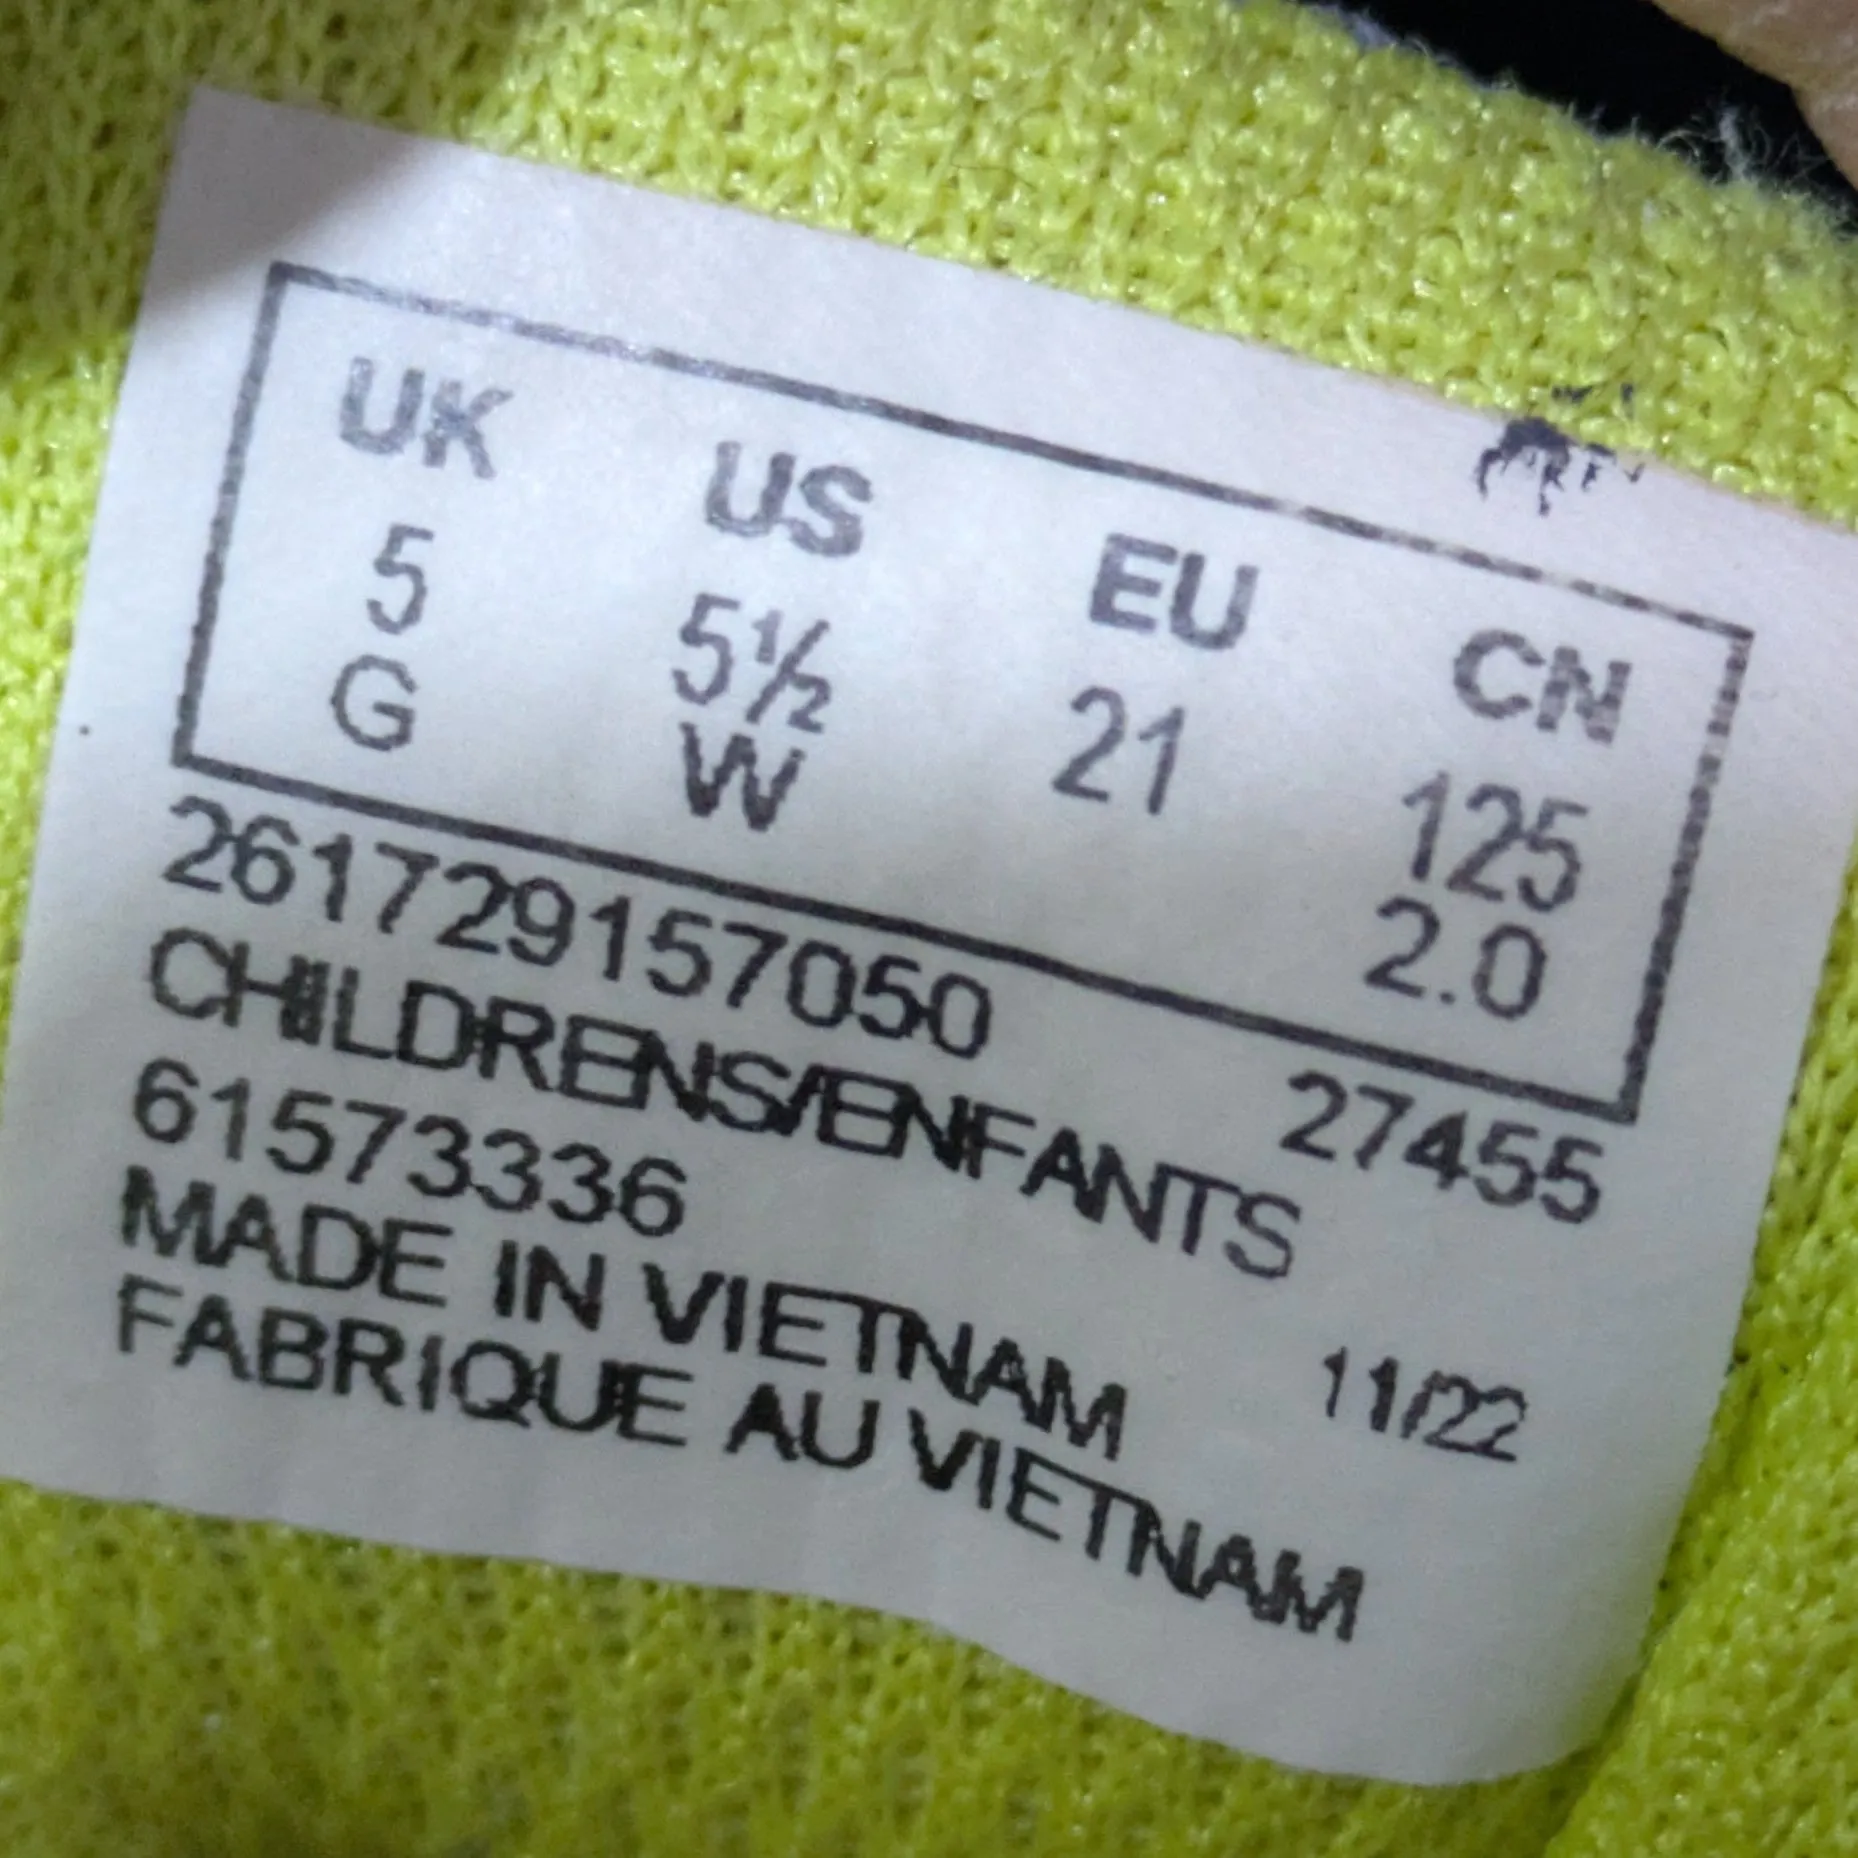 UK US EU CN
5 5½ 21 125
G W 2.0
261729157050 27455
CHILDRENS/ENFANTS
61573336
MADE IN VIETNAM 11/22
FABRIQUE AU VIETNAM